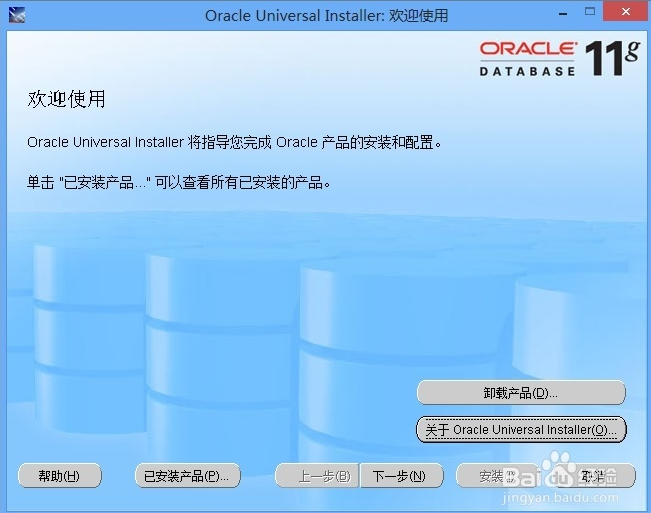 Oracle Universal Installer: 欢迎使用
ORACLE
DATABASE 11g
欢迎使用
Oracle Universal Installer 将指导您完成 Oracle 产品的安装和配置。
单击 "已安装产品..." 可以查看所有已安装的产品。
卸载产品(D)...
关于 Oracle Universal Installer(O)...
帮助(H) 已安装产品(P)... 上一步(B) 下一步(N) 安装 取消
Bai du 经验
jingyan.baidu.com